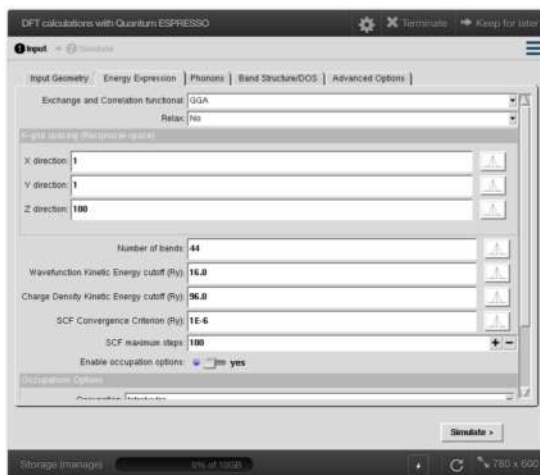 DFT calculations with Quantum ESPRESSO
Terminate
Keep for later
1 Input
2 Simulate
Input Geometry
Energy Expression
Phonons
Band Structure/DOS
Advanced Options
Exchange and Correlation functional: GGA
Relax: No
K-grid spacing (Reciprocal-space)
X direction: 1
Y direction: 1
Z direction: 100
Number of bands: 44
Wavefunction Kinetic Energy cutoff (Ry): 16.0
Charge Density Kinetic Energy cutoff (Ry): 96.0
SCF Convergence Criterion (Ry): 1E-6
SCF maximum steps: 100
Enable occupation options: yes
Occupations Options
Simulate >
Storage (manage)
0% of 10GB
780 x 600